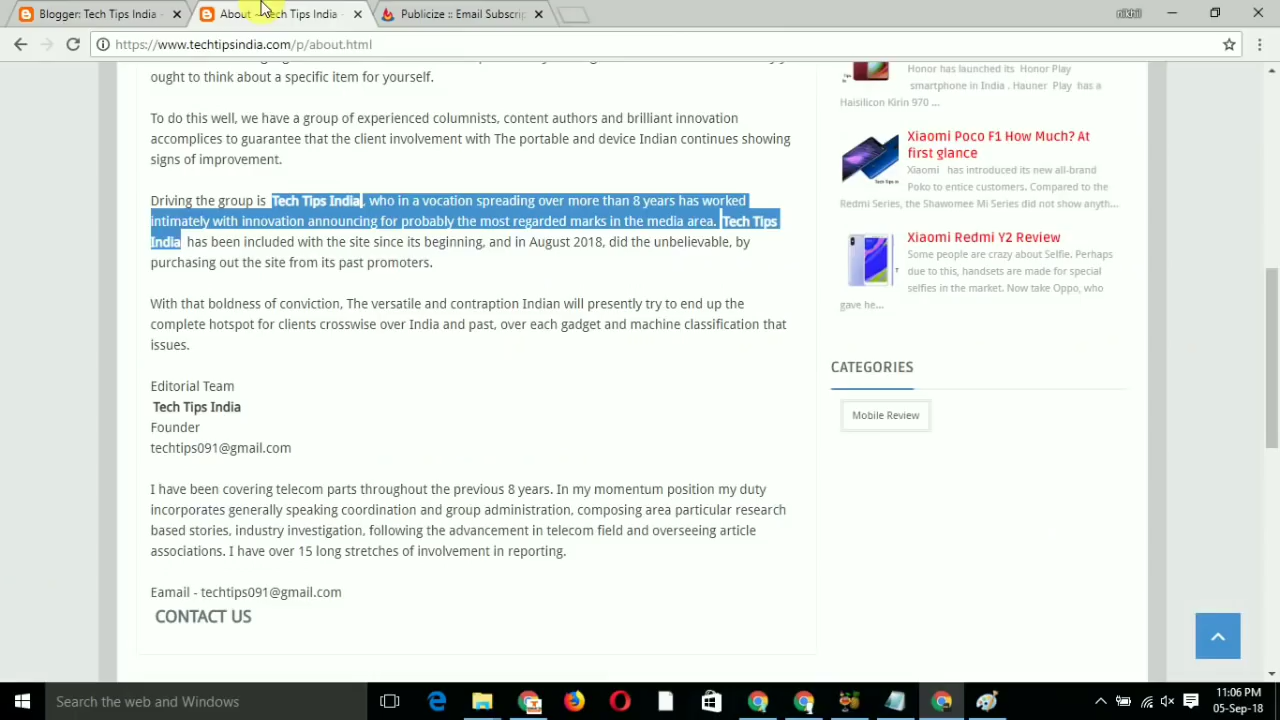 Blogger: Tech Tips India -
About - Tech Tips India -
Publicize :: Email Subscrip
nikhil
https://www.techtipsindia.com/p/about.html
ought to think about a specific item for yourself.
To do this well, we have a group of experienced columnists, content authors and brilliant innovation
accomplices to guarantee that the client involvement with The portable and device Indian continues showing
signs of improvement.
Driving the group is Tech Tips India, who in a vocation spreading over more than 8 years has worked
intimately with innovation announcing for probably the most regarded marks in the media area. Tech Tips
India has been included with the site since its beginning, and in August 2018, did the unbelievable, by
purchasing out the site from its past promoters.
With that boldness of conviction, The versatile and contraption Indian will presently try to end up the
complete hotspot for clients crosswise over India and past, over each gadget and machine classification that
issues.
Editorial Team
Tech Tips India
Founder
techtips091@gmail.com
I have been covering telecom parts throughout the previous 8 years. In my momentum position my duty
incorporates generally speaking coordination and group administration, composing area particular research
based stories, industry investigation, following the advancement in telecom field and overseeing article
associations. I have over 15 long stretches of involvement in reporting.
Eamail - techtips091@gmail.com
CONTACT US
Honor has launched its Honor Play
smartphone in India . Hauner Play has a
Haisilicon Kirin 970 ...
Xiaomi Poco F1 How Much? At
first glance
Xiaomi has introduced its new all-brand
Poko to entice customers. Compared to the
Redmi Series, the Shawomee Mi Series did not show anyth...
Xiaomi Redmi Y2 Review
Some people are crazy about Selfie. Perhaps
due to this, handsets are made for special
selfies in the market. Now take Oppo, who
gave he...
CATEGORIES
Mobile Review
Search the web and Windows
11:06 PM
05-Sep-18